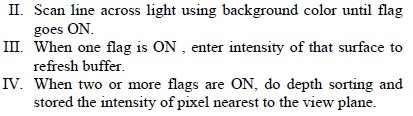 II. Scan line across light using background color until flag
goes ON.
III. When one flag is ON , enter intensity of that surface to
refresh buffer.
IV. When two or more flags are ON, do depth sorting and
stored the intensity of pixel nearest to the view plane.